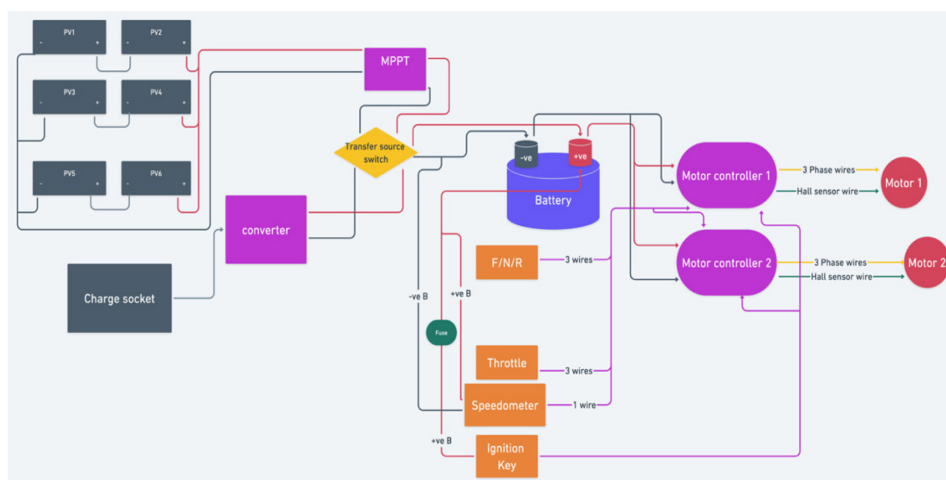 PV1
PV2
- +
- +
MPPT
PV3
PV4
- +
- +
Transfer source
switch
-ve
+ve
Motor controller 1
3 Phase wires
Hall sensor wire
Motor 1
PV5
PV6
- +
- +
Battery
converter
F/N/R
3 wires
Motor controller 2
3 Phase wires
Hall sensor wire
Motor 2
Charge socket
-ve B
+ve B
Fuse
Throttle
3 wires
Speedometer
1 wire
+ve B
Ignition
Key